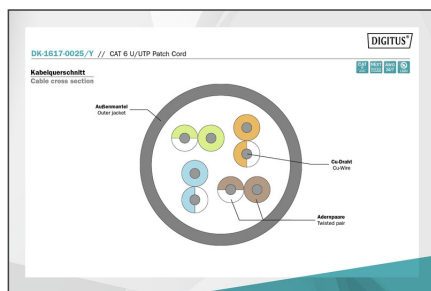 DIGITUS®
DK-1617-0025/Y // CAT 6 U/UTP Patch Cord
Kabelquerschnitt
Cable cross section
Außenmantel
Outer jacket
Cu-Draht
Cu-Wire
Adernpaare
Twisted pair